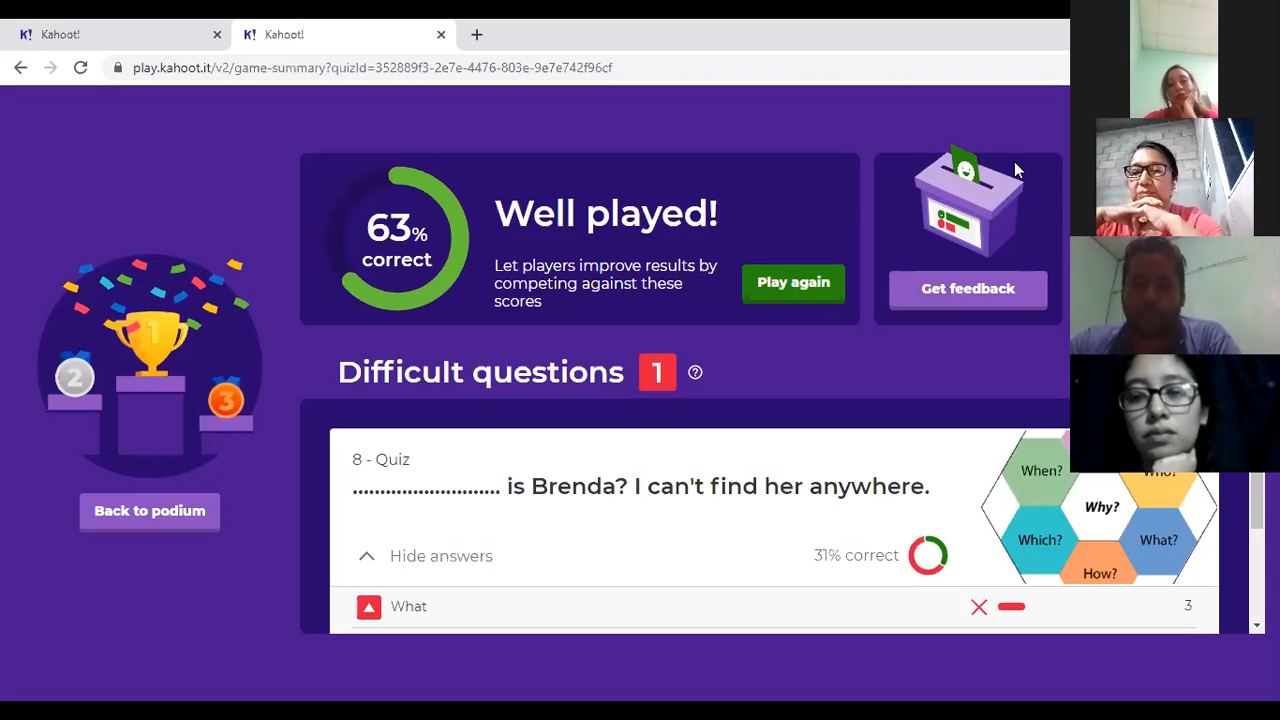 K! Kahoot!
K! Kahoot!
play.kahoot.it/v2/game-summary?quizId=352889f3-2e7e-4476-803e-9e7e742f96cf
63%
correct
Well played!
Let players improve results by
competing against these
scores
Play again
Get feedback
1
2
3
Back to podium
Difficult questions 1
8 - Quiz
........................... is Brenda? I can't find her anywhere.
Hide answers
31% correct
What
3
When?
Who?
Why?
Which?
What?
How?